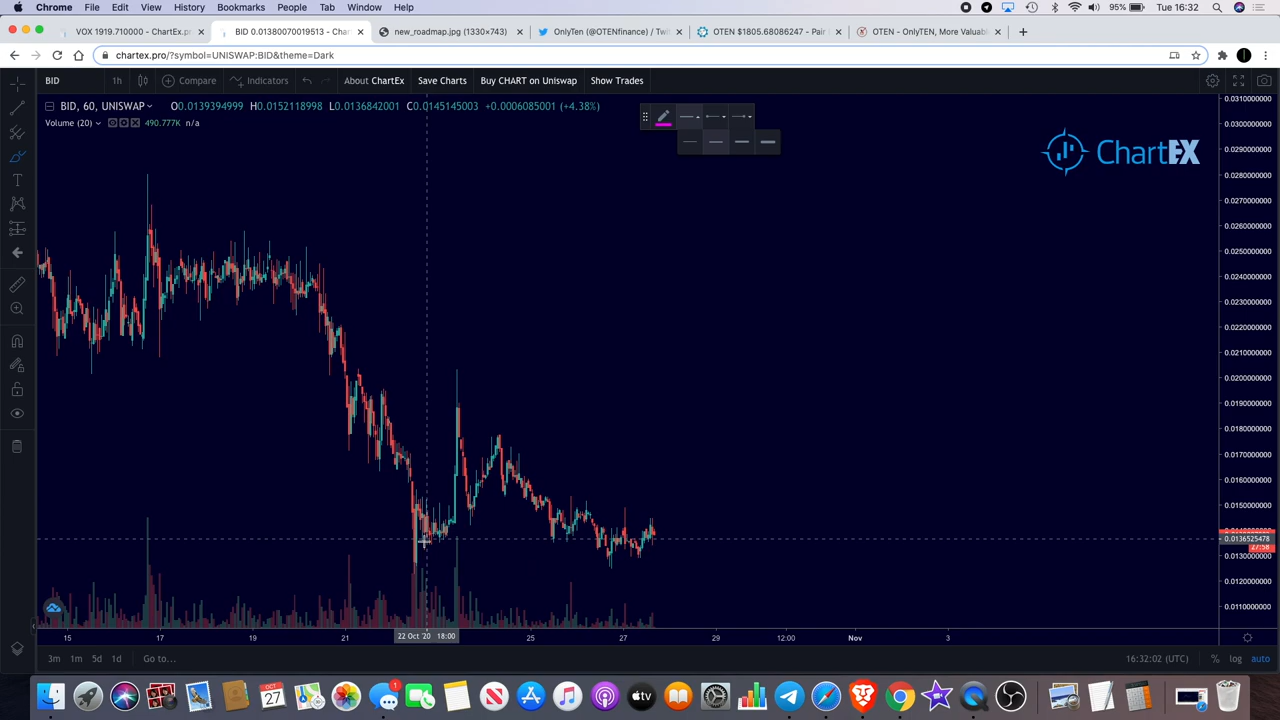 Chrome File Edit View History Bookmarks People Tab Window Help 95% Tue 16:32
VOX 1919.710000 - ChartEx.pr
BID 0.01380070019513 - Char
new_roadmap.jpg (1330×743)
OnlyTen (@OTENfinance) / Twi
OTEN $1805.68086247 - Pair
OTEN - OnlyTEN, More Valuabl
chartex.pro/?symbol=UNISWAP:BID&theme=Dark
BID 1h Compare Indicators About ChartEx Save Charts Buy CHART on Uniswap Show Trades
BID, 60, UNISWAP O0.0139394999 H0.0152118998 L0.0136842001 C0.0145145003 +0.0006085001 (+4.38%)
Volume (20) 490.777K n/a
ChartEX
0.0310000000
0.0300000000
0.0290000000
0.0280000000
0.0270000000
0.0260000000
0.0250000000
0.0240000000
0.0230000000
0.0220000000
0.0210000000
0.0200000000
0.0190000000
0.0180000000
0.0170000000
0.0160000000
0.0150000000
0.0136525478
27:58
0.0130000000
0.0120000000
0.0110000000
15 17 19 21 22 Oct '20 18:00 25 27 29 12:00 Nov 3
3m 1m 5d 1d Go to... 16:32:02 (UTC) % log auto
OCT
27
1